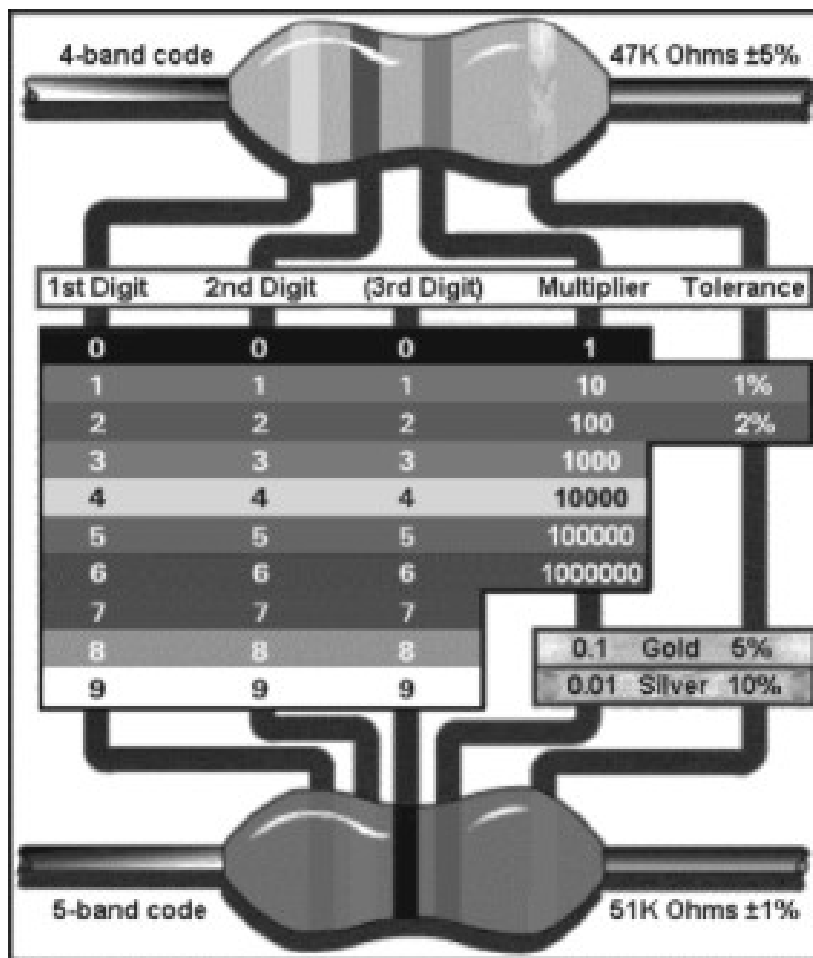 4-band code 47K Ohms ±5%
1st Digit 2nd Digit (3rd Digit) Multiplier Tolerance
0 0 0 1
1 1 1 10 1%
2 2 2 100 2%
3 3 3 1000
4 4 4 10000
5 5 5 100000
6 6 6 1000000
7 7 7
8 8 8
0.1 Gold 5%
9 9 9
0.01 Silver 10%
5-band code 51K Ohms ±1%